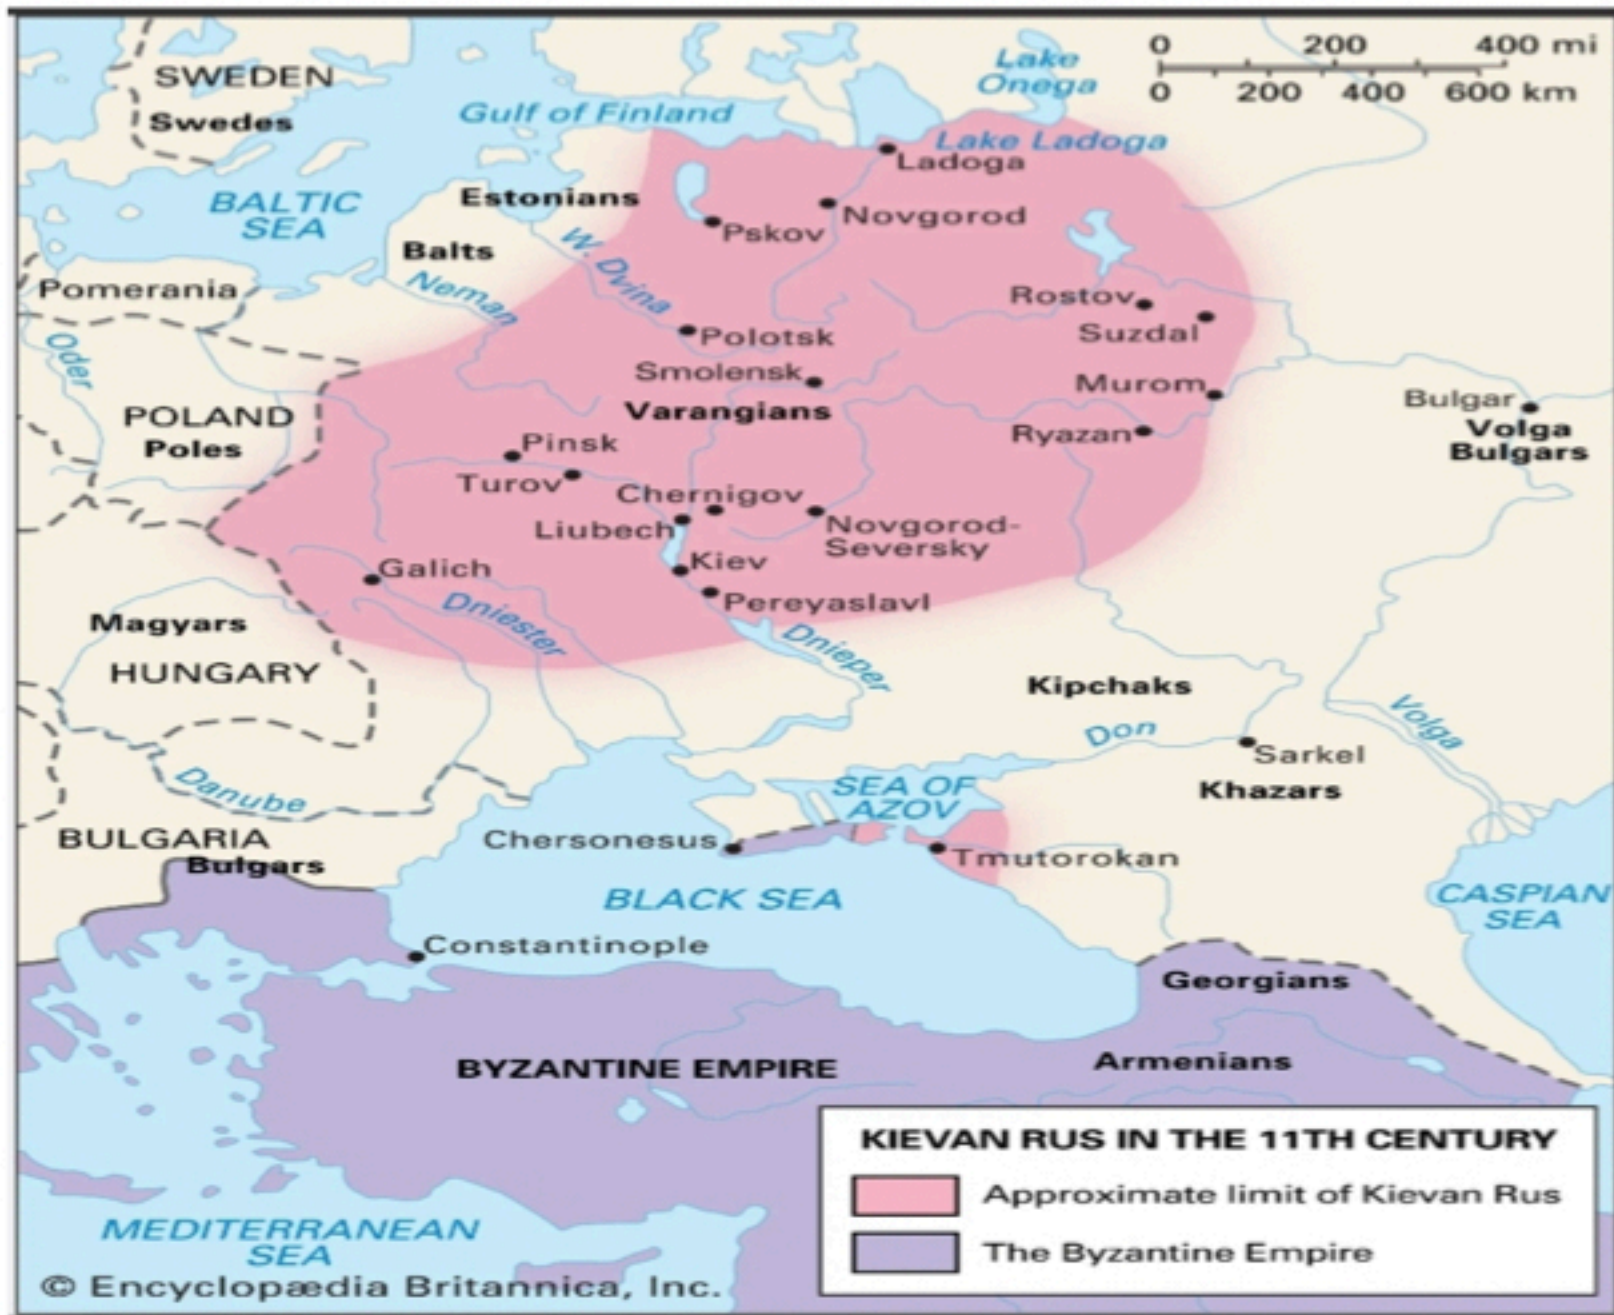 0 200 400 mi
0 200 400 600 km
Lake
Onega
SWEDEN
Swedes
Gulf of Finland
Lake Ladoga
Ladoga
BALTIC
SEA
Estonians
Novgorod
Pskov
Balts
W. Dvina
Neman
Pomerania
Rostov
Suzdal
Oder
Polotsk
Smolensk
Murom
Bulgar
Volga
Bulgars
POLAND
Poles
Varangians
Ryazan
Pinsk
Turov
Chernigov
Liubech
Novgorod-
Seversky
Galich
Kiev
Pereyaslavl
Dniester
Dnieper
Magyars
HUNGARY
Kipchaks
Don
Volga
Sarkel
Khazars
Danube
SEA OF
AZOV
BULGARIA
Bulgars
Chersonesus
Tmutorokan
BLACK SEA
CASPIAN
SEA
Constantinople
Georgians
BYZANTINE EMPIRE
Armenians
KIEVAN RUS IN THE 11TH CENTURY
Approximate limit of Kievan Rus
The Byzantine Empire
MEDITERRANEAN
SEA
© Encyclopædia Britannica, Inc.